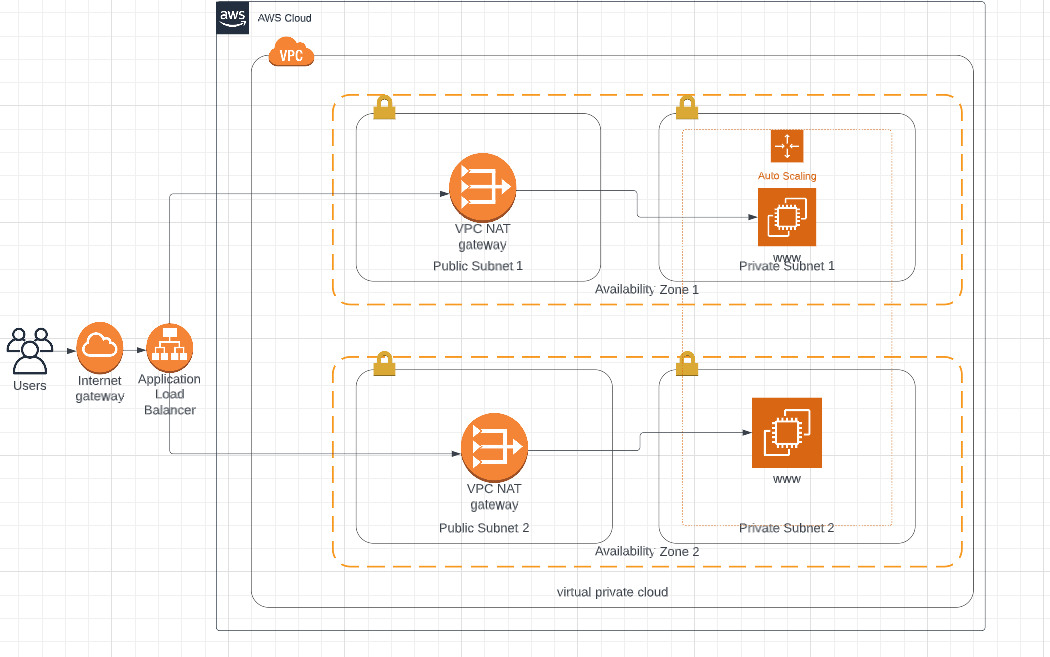 aws
AWS Cloud
VPC
Auto Scaling
VPC NAT
gateway
www
Public Subnet 1
Private Subnet 1
Availability Zone 1
Users
Internet
gateway
Application
Load
Balancer
VPC NAT
gateway
www
Public Subnet 2
Private Subnet 2
Availability Zone 2
virtual private cloud